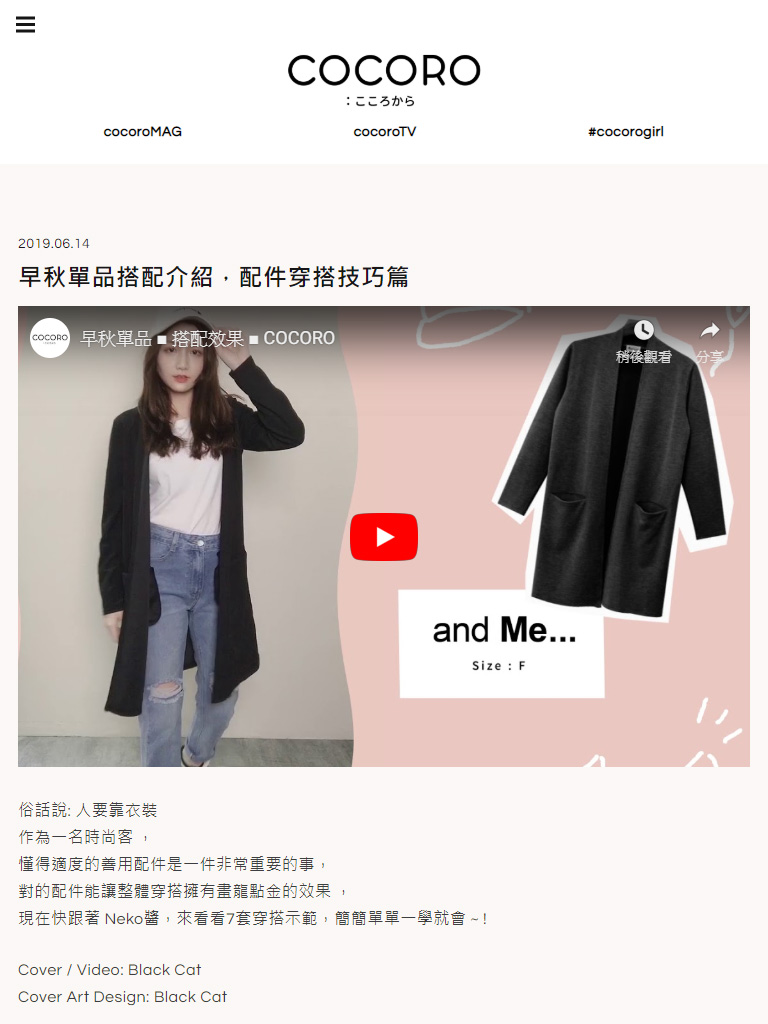 COCORO
：こころから
cocoroMAG
cocoroTV
#cocorogirl
2019.06.14
早秋單品搭配介紹，配件穿搭技巧篇
COCORO
早秋單品 ■ 搭配效果 ■ COCORO
稍後觀看
分享
and Me...
Size : F
俗話說: 人要靠衣裝
作為一名時尚客 ，
懂得適度的善用配件是一件非常重要的事，
對的配件能讓整體穿搭擁有畫龍點金的效果 ，
現在快跟著 Neko醬，來看看7套穿搭示範，簡簡單單一學就會 ~ !
Cover / Video: Black Cat
Cover Art Design: Black Cat